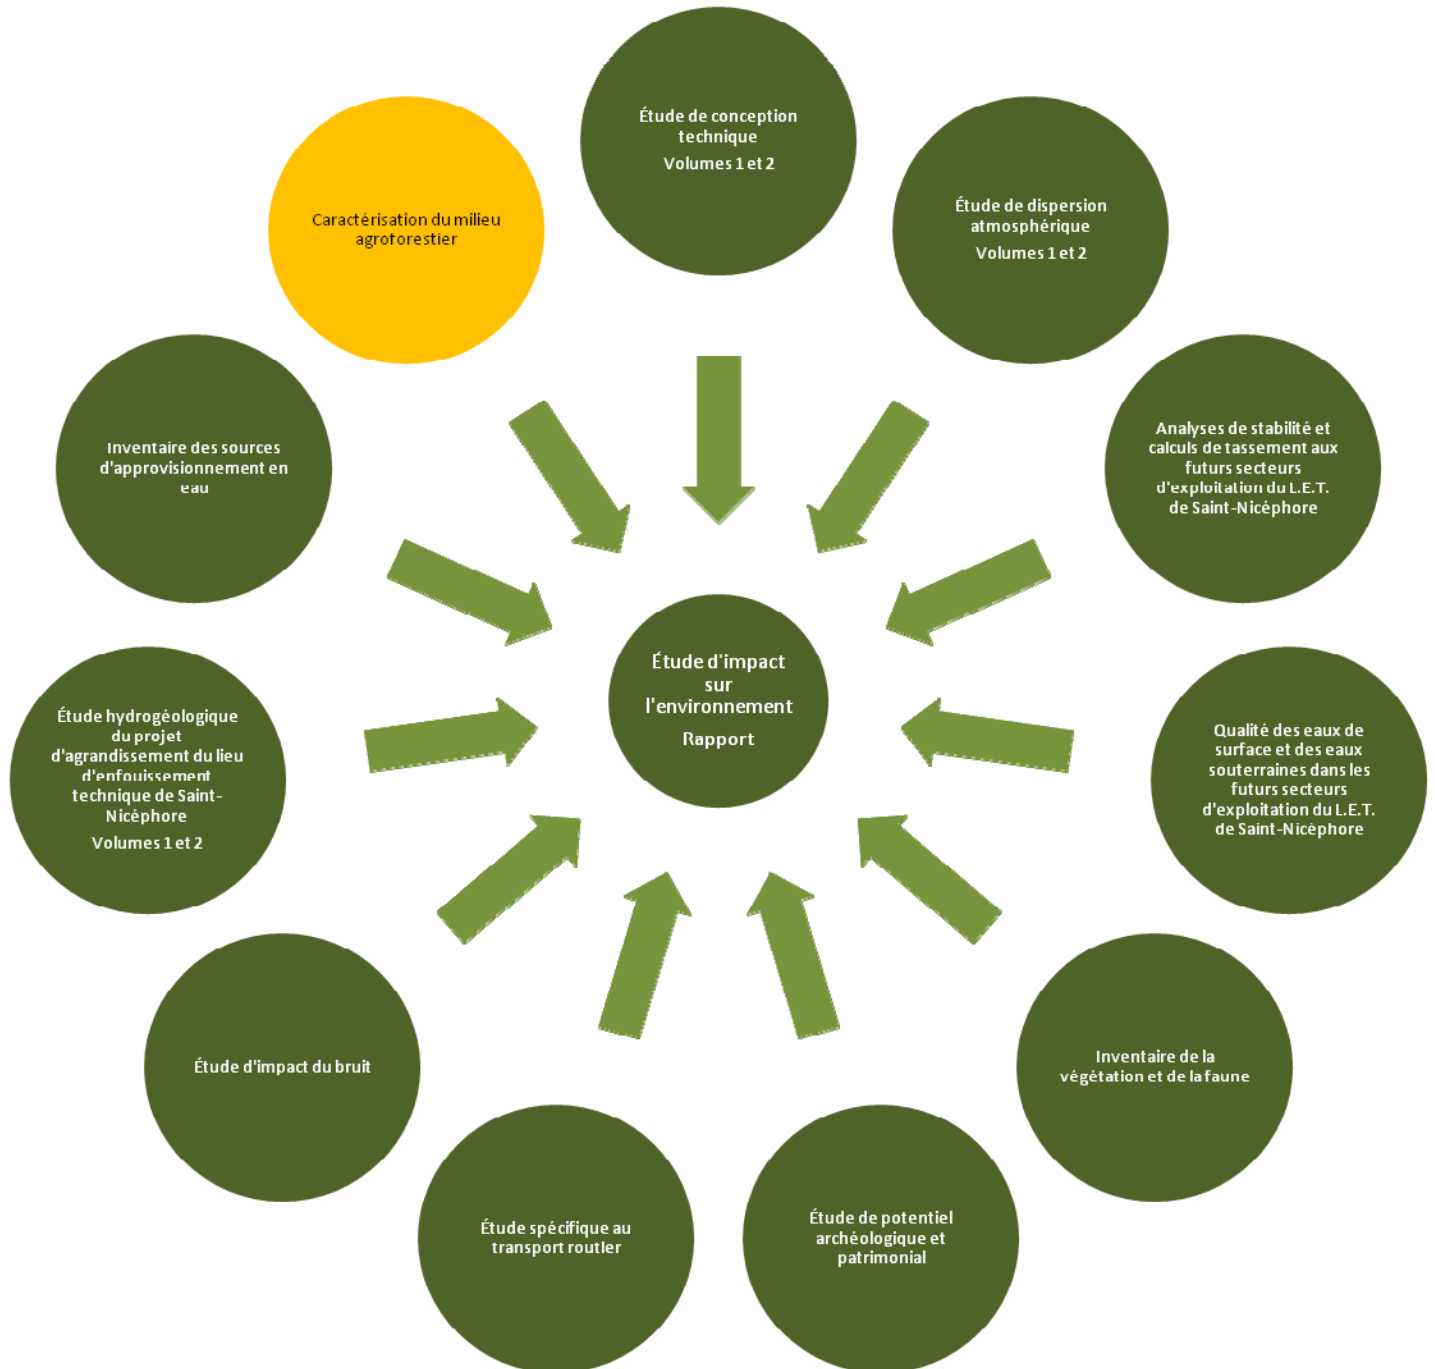 Étude de conception
technique
Volumes 1 et 2
Étude de dispersion
atmosphérique
Volumes 1 et 2
Analyses de stabilité et
calculs de tassement aux
futurs secteurs
d'exploitation du L.E.T.
de Saint-Nicéphore
Qualité des eaux de
surface et des eaux
souterraines dans les
futurs secteurs
d'exploitation du L.E.T.
de Saint-Nicéphore
Inventaire de la
végétation et de la faune
Étude de potentiel
archéologique et
patrimonial
Étude spécifique au
transport routier
Étude d'impact du bruit
Étude hydrogéologique
du projet
d'agrandissement du lieu
d'enfouissement
technique de Saint-
Nicéphore
Volumes 1 et 2
Inventaire des sources
d'approvisionnement en
eau
Caractérisation du milieu
agroforestier
Étude d'impact
sur
l'environnement
Rapport